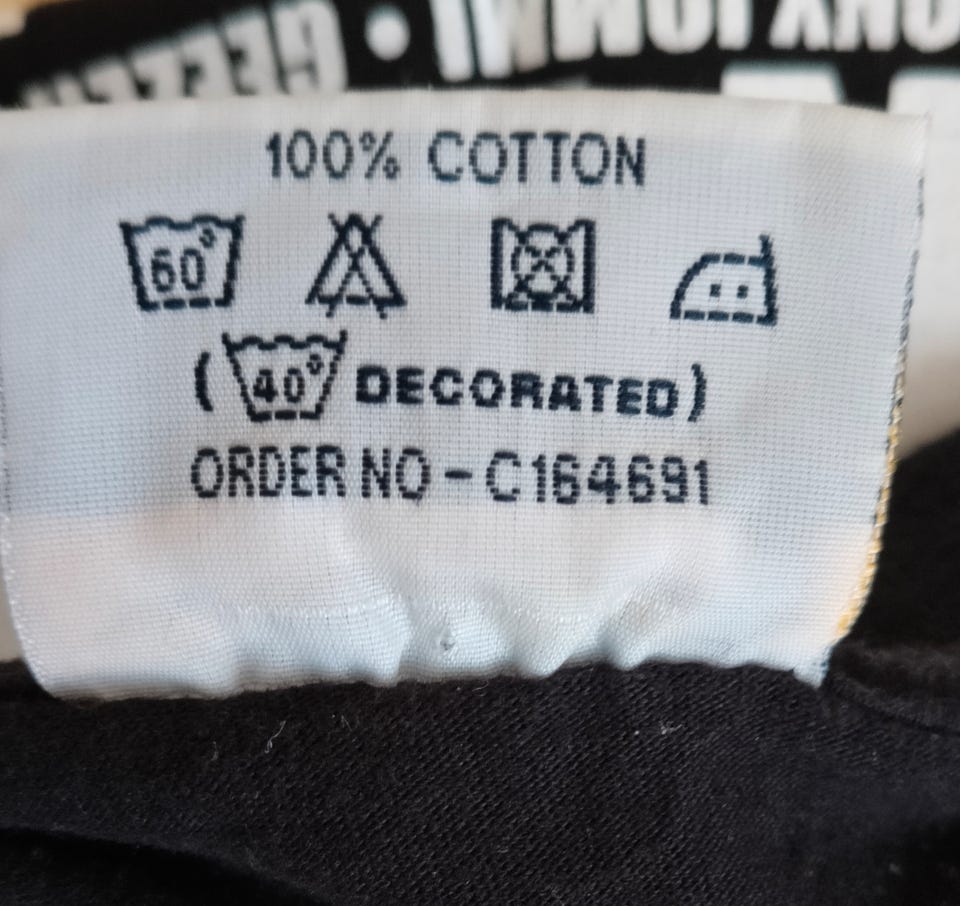 100% COTTON
60°
(40° DECORATED)
ORDER NO - C164691